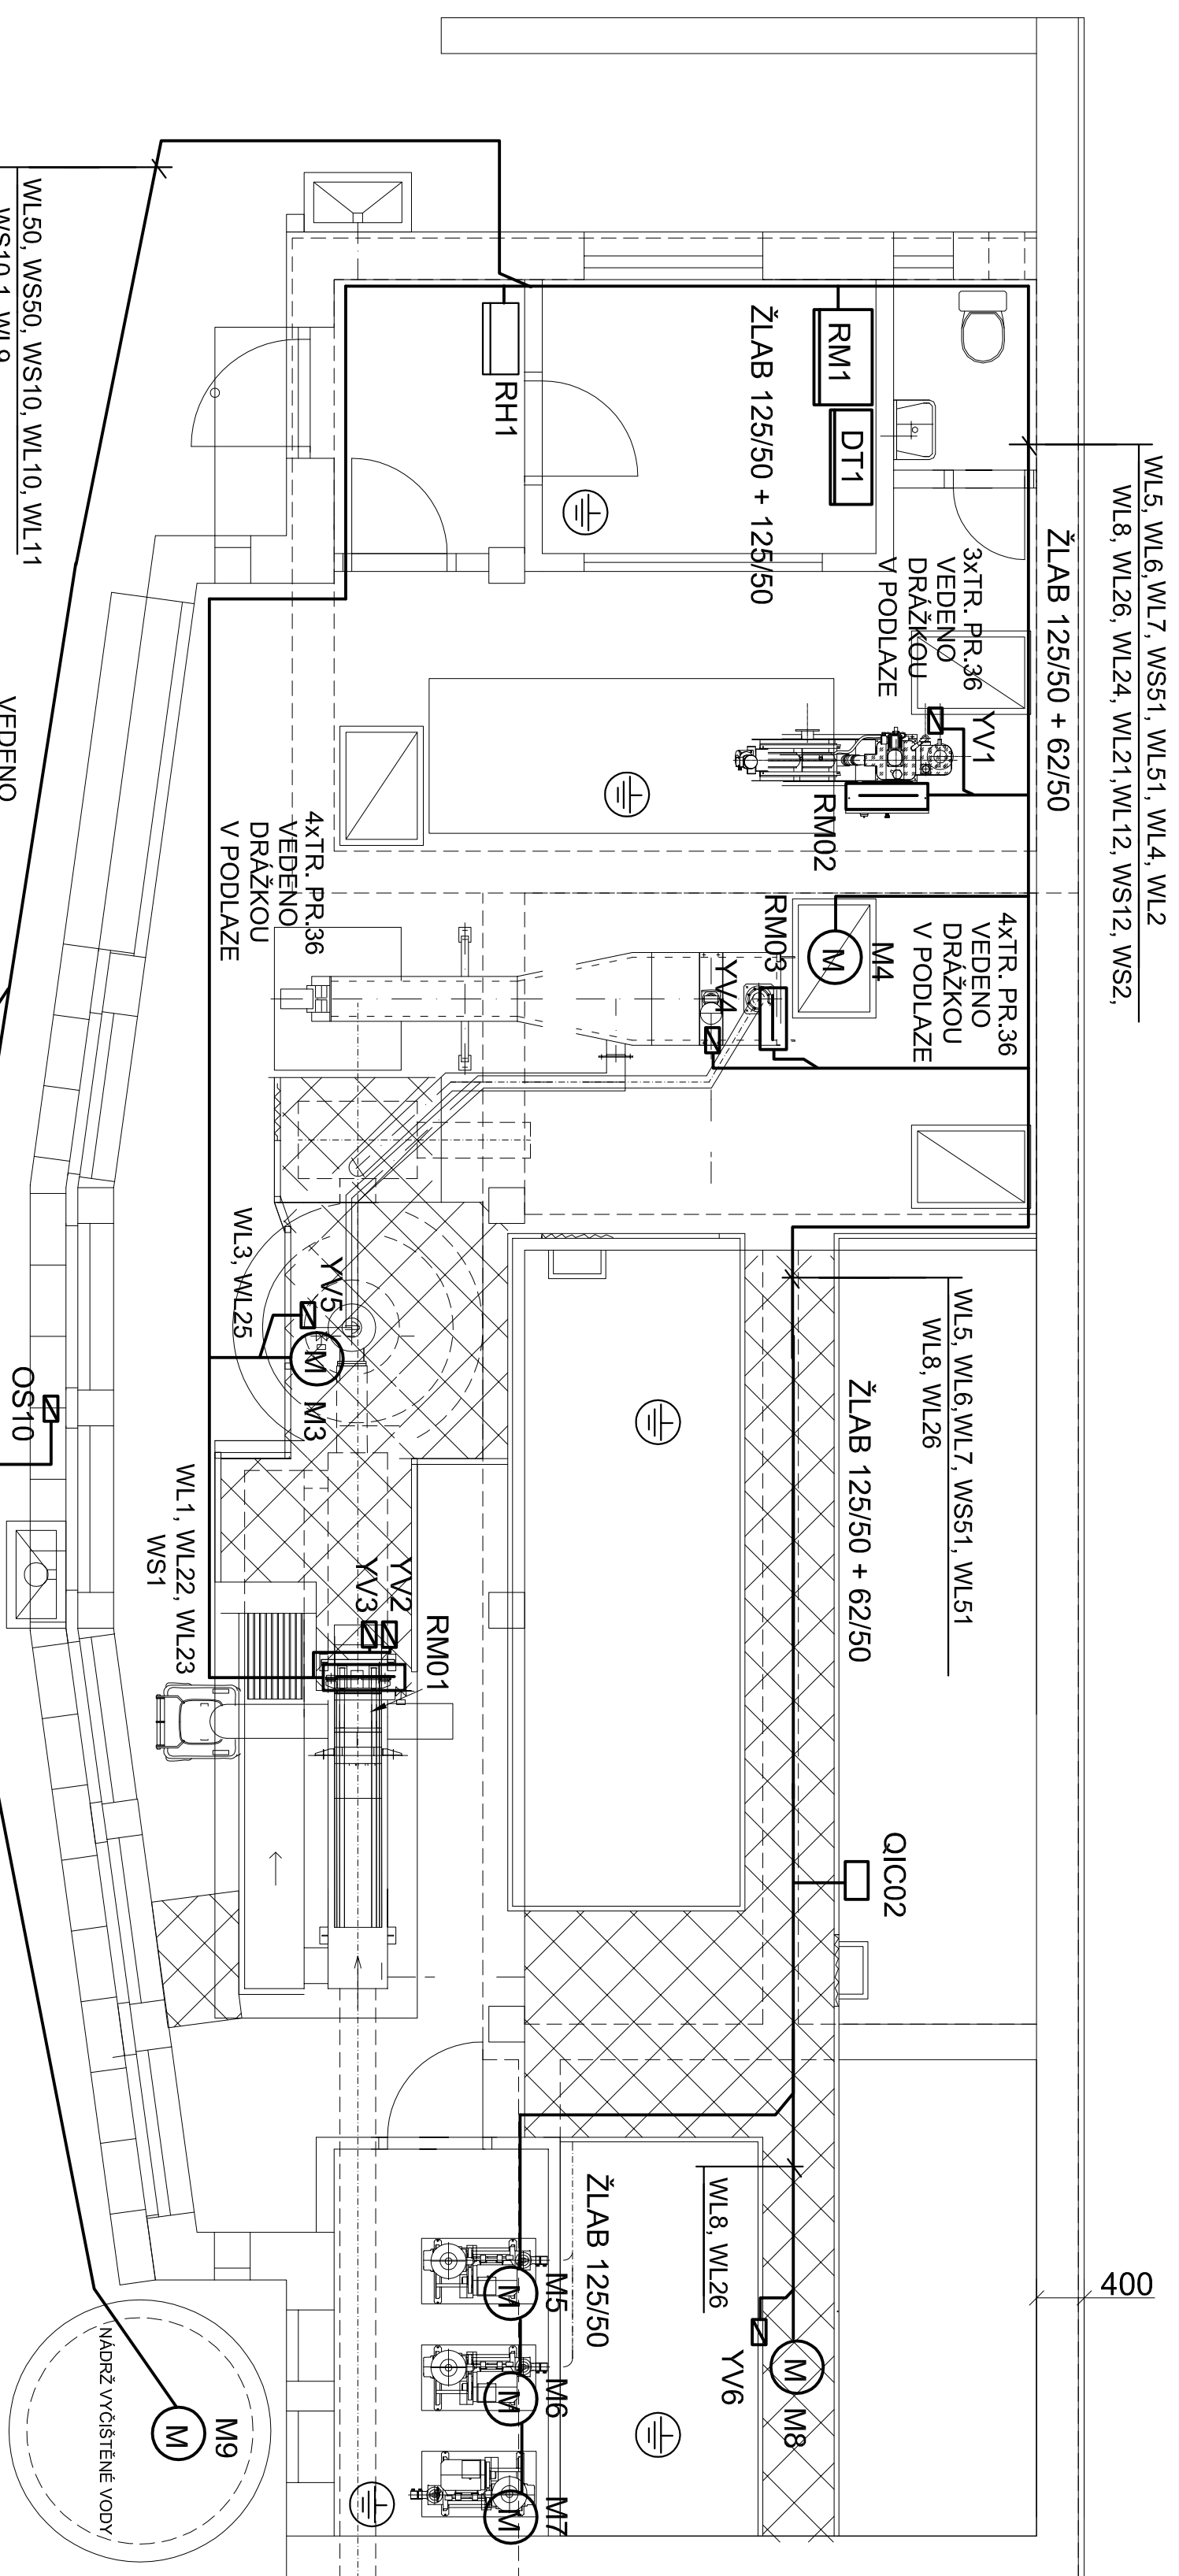 WL5, WL6,WL7, WS51, WL51, WL4, WL2
WL8, WL26, WL24, WL21,WL12, WS12, WS2,
ŽLAB 125/50 + 62/50
3xTR. PR.36
VEDENO
DRÁŽKOU
V PODLAZE
RM1
DT1
ŽLAB 125/50 + 125/50
RH1
WL50, WS50, WS10, WL10, WL11
WS10.1, WL9
VEDENO
YV1
RM02
4xTR. PR.36
VEDENO
DRÁŽKOU
V PODLAZE
4xTR. PR.36
VEDENO
DRÁŽKOU
V PODLAZE
M4
M
RM03
YV4
WL5, WL6,WL7, WS51, WL51
WL8, WL26
ŽLAB 125/50 + 62/50
YV5
M
M3
WL3, WL25
OS10
WL1, WL22, WL23
WS1
YV2
YV3
RM01
QIC02
WL8, WL26
ŽLAB 125/50
400
YV6
M
M8
M5
M
M6
M
M7
M
M9
M
NÁDRŽ VYČIŠTĚNÉ VODY